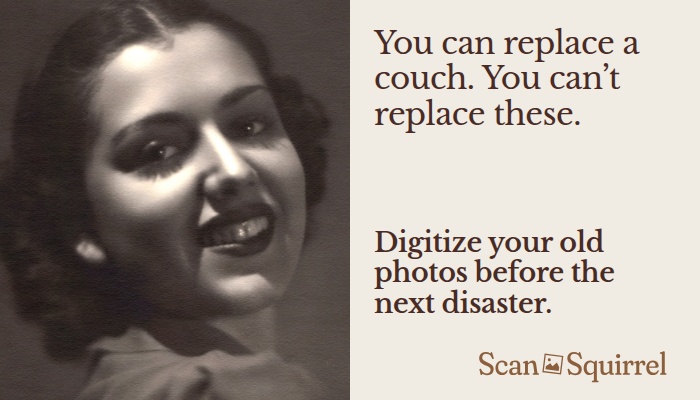 You can replace a
couch. You can’t
replace these.
Digitize your old
photos before the
next disaster.
Scan Squirrel